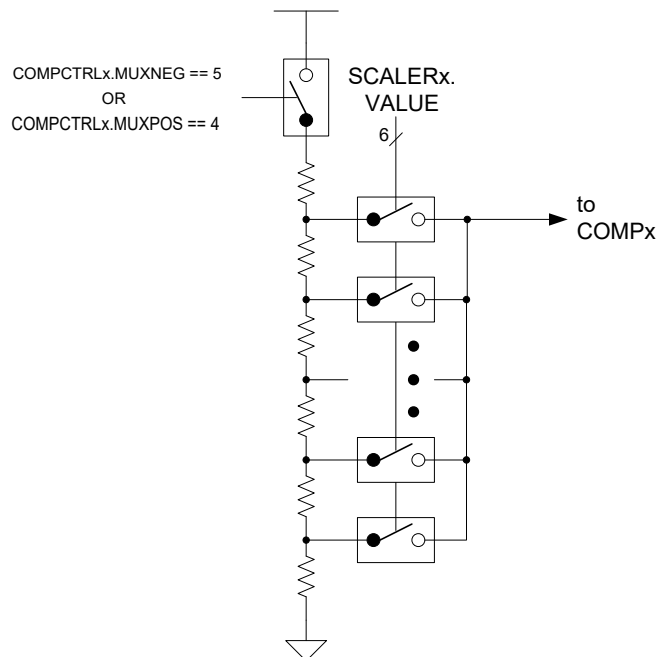 COMPCTRLx.MUXNEG == 5
OR
COMPCTRLx.MUXPOS == 4
SCALERx.
VALUE
6
to
COMPx